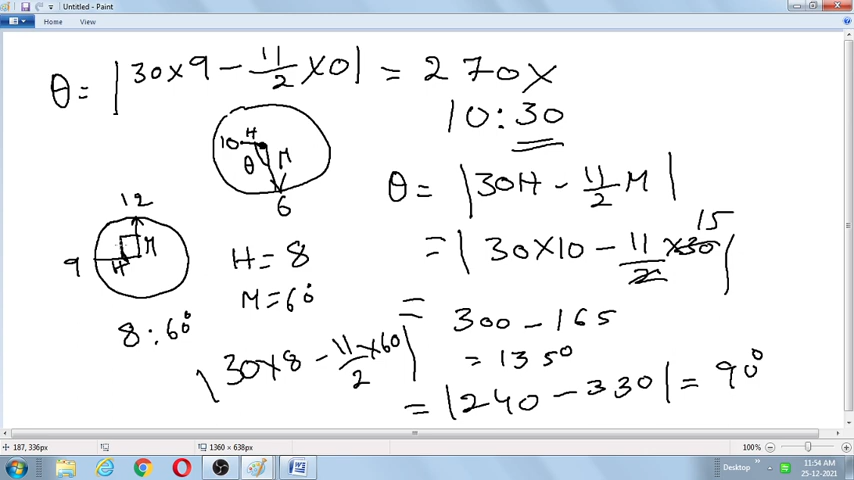 Untitled - Paint
Home View
θ = |30×9 - 11/2 ×0| = 270×
10:30
10 H
θ M
6
θ = |30H - 11/2 M|
12
9 H M
H = 8
M = 60°
8:60°
= |30×10 - 11/2 ×30| 15
= 300 - 165
= 135°
|30×8 - 11/2 ×60|
= |240 - 330| = 90°
187, 336px
1360 × 638px
100%
Desktop
11:54 AM
25-12-2021